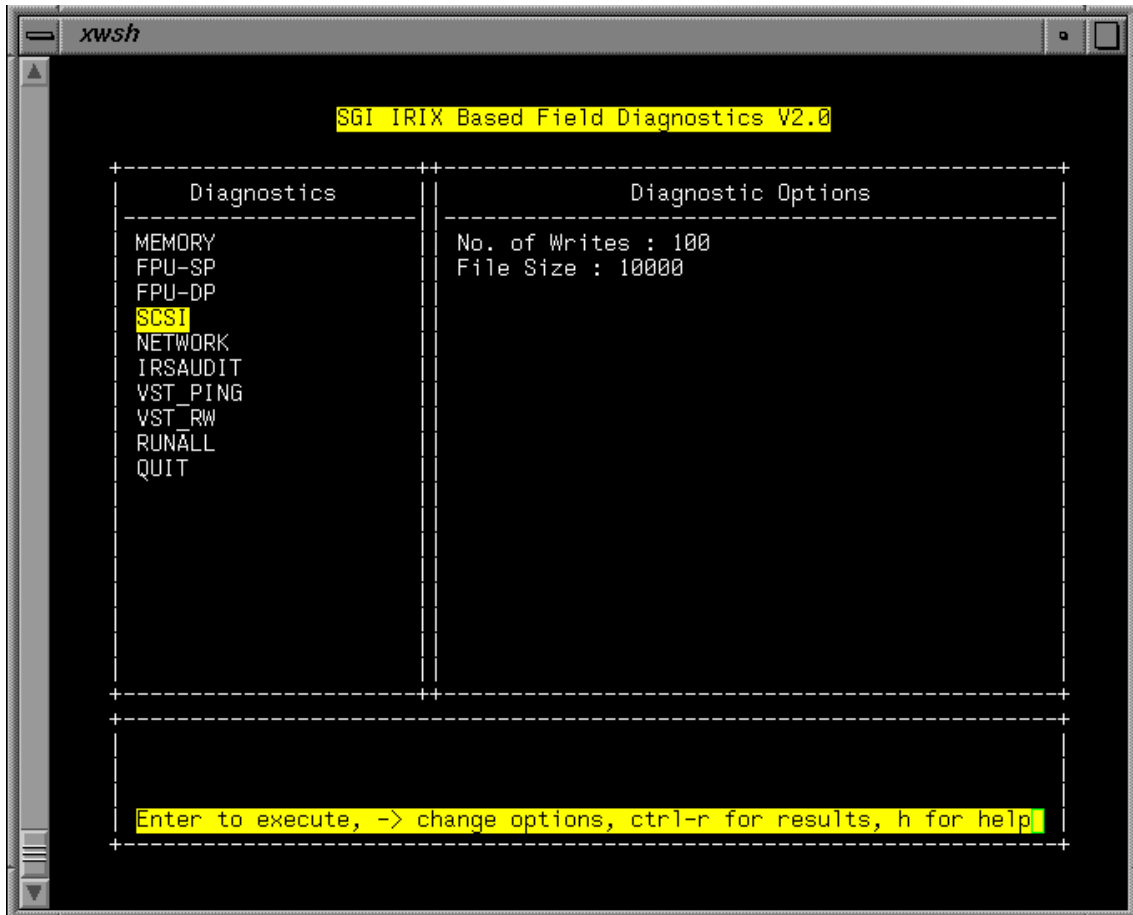 xwsh
SGI IRIX Based Field Diagnostics V2.0
Diagnostics
MEMORY
FPU-SP
FPU-DP
SCSI
NETWORK
IRSAUDIT
VST_PING
VST_RW
RUNALL
QUIT
Diagnostic Options
No. of Writes : 100
File Size : 10000
Enter to execute, -> change options, ctrl-r for results, h for help